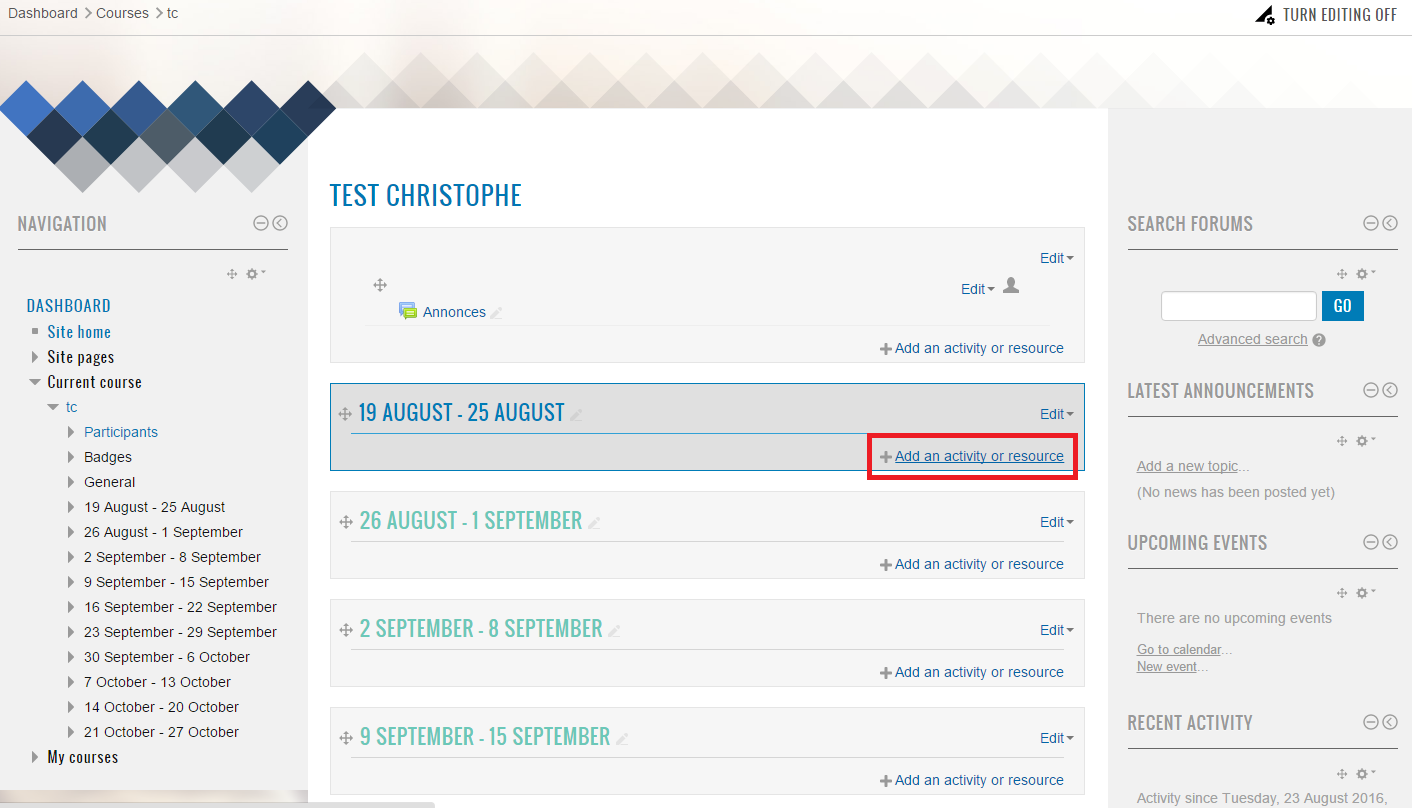 Dashboard > Courses > tc
TURN EDITING OFF
NAVIGATION
DASHBOARD
Site home
Site pages
Current course
tc
Participants
Badges
General
19 August - 25 August
26 August - 1 September
2 September - 8 September
9 September - 15 September
16 September - 22 September
23 September - 29 September
30 September - 6 October
7 October - 13 October
14 October - 20 October
21 October - 27 October
My courses
TEST CHRISTOPHE
Edit
Edit
Annonces
Add an activity or resource
19 AUGUST - 25 AUGUST
Edit
Add an activity or resource
26 AUGUST - 1 SEPTEMBER
Edit
Add an activity or resource
2 SEPTEMBER - 8 SEPTEMBER
Edit
Add an activity or resource
9 SEPTEMBER - 15 SEPTEMBER
Edit
Add an activity or resource
SEARCH FORUMS
GO
Advanced search
LATEST ANNOUNCEMENTS
Add a new topic...
(No news has been posted yet)
UPCOMING EVENTS
There are no upcoming events
Go to calendar...
New event...
RECENT ACTIVITY
Activity since Tuesday, 23 August 2016,